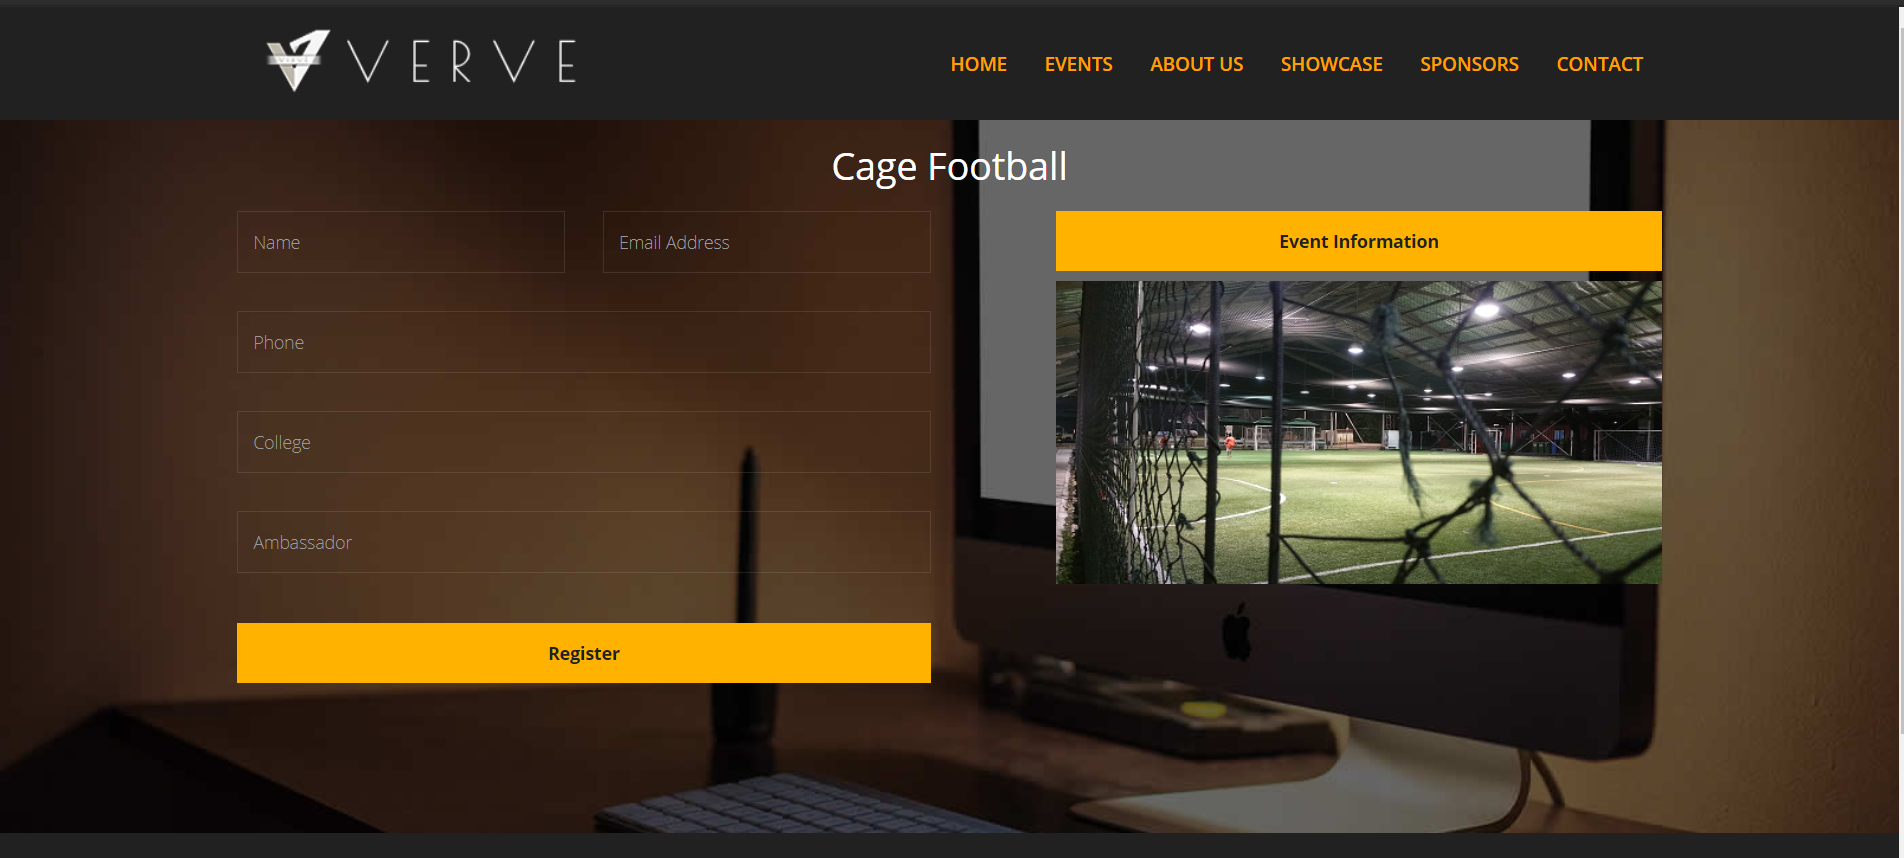 VERVE
HOME EVENTS ABOUT US SHOWCASE SPONSORS CONTACT
Cage Football
Name Email Address
Event Information
Phone
College
Ambassador
Register